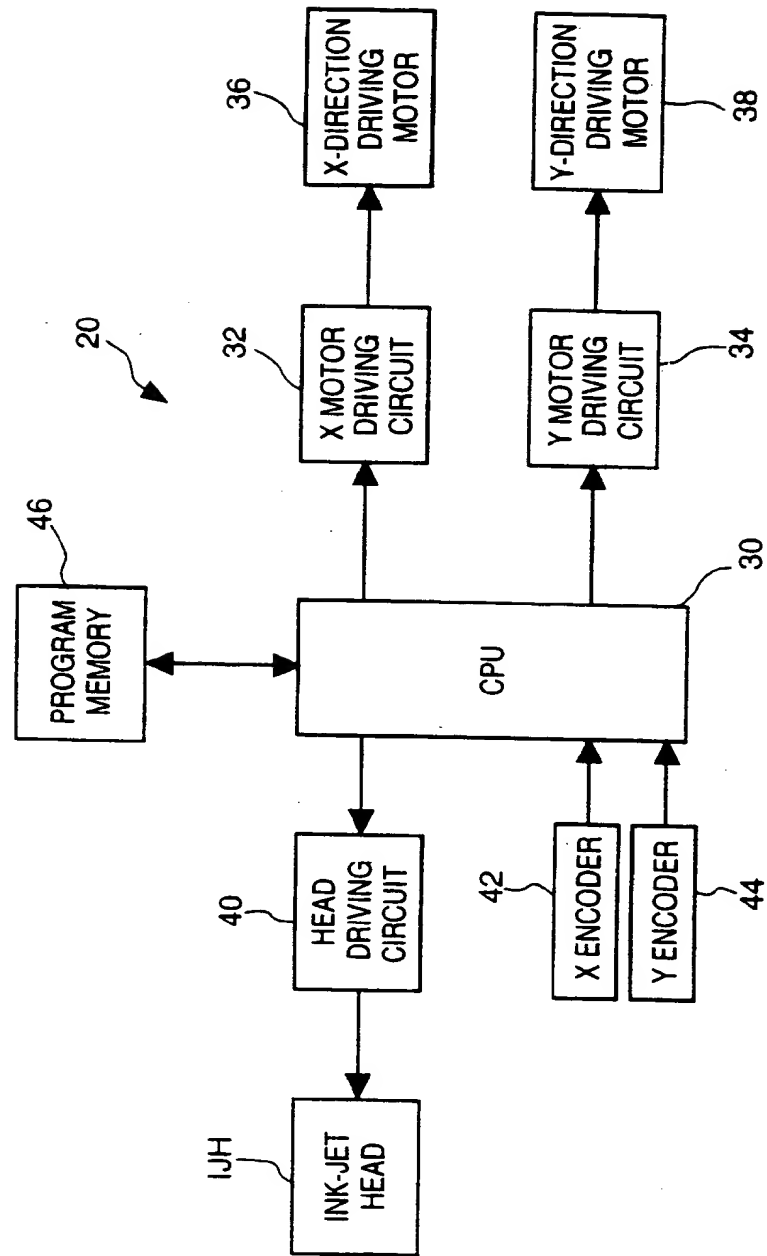 46
PROGRAM
MEMORY
20
IJH
INK-JET
HEAD
40
HEAD
DRIVING
CIRCUIT
CPU
30
32
X MOTOR
DRIVING
CIRCUIT
36
X-DIRECTION
DRIVING
MOTOR
42
X ENCODER
Y ENCODER
44
Y MOTOR
DRIVING
CIRCUIT
34
Y-DIRECTION
DRIVING
MOTOR
38